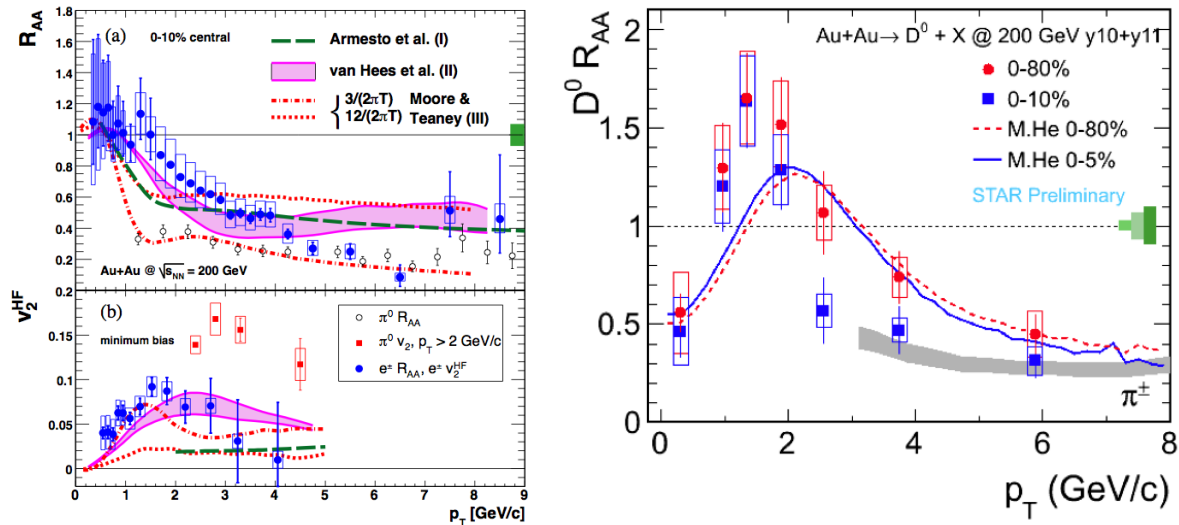 R_AA
1.8
1.6
1.4
1.2
1.0
0.8
0.6
0.4
0.2
(a)
0-10% central
Armesto et al. (I)
van Hees et al. (II)
3/(2πT) Moore &
12/(2πT) Teaney (III)
Au+Au @ √s_NN = 200 GeV
v_2^HF
0.2
0.15
0.1
0.05
0
(b)
minimum bias
π⁰ R_AA
π⁰ v_2, p_T > 2 GeV/c
e± R_AA, e± v_2^HF
0 1 2 3 4 5 6 7 8 9
p_T [GeV/c]
D⁰ R_AA
2
1.5
1
0.5
0
Au+Au→ D⁰ + X @ 200 GeV y10+y11
0-80%
0-10%
M.He 0-80%
M.He 0-5%
STAR Preliminary
π±
0 2 4 6 8
p_T (GeV/c)